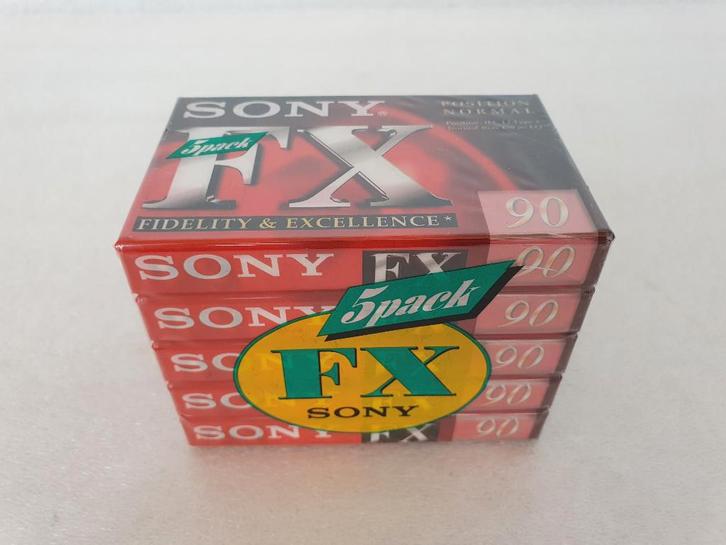 SONY
POSITION
NORMAL
5pack
FX
FIDELITY & EXCELLENCE*
90
SONY FX 90
SONY 90
5pack
90
90
FX
SONY
SONY FX 90